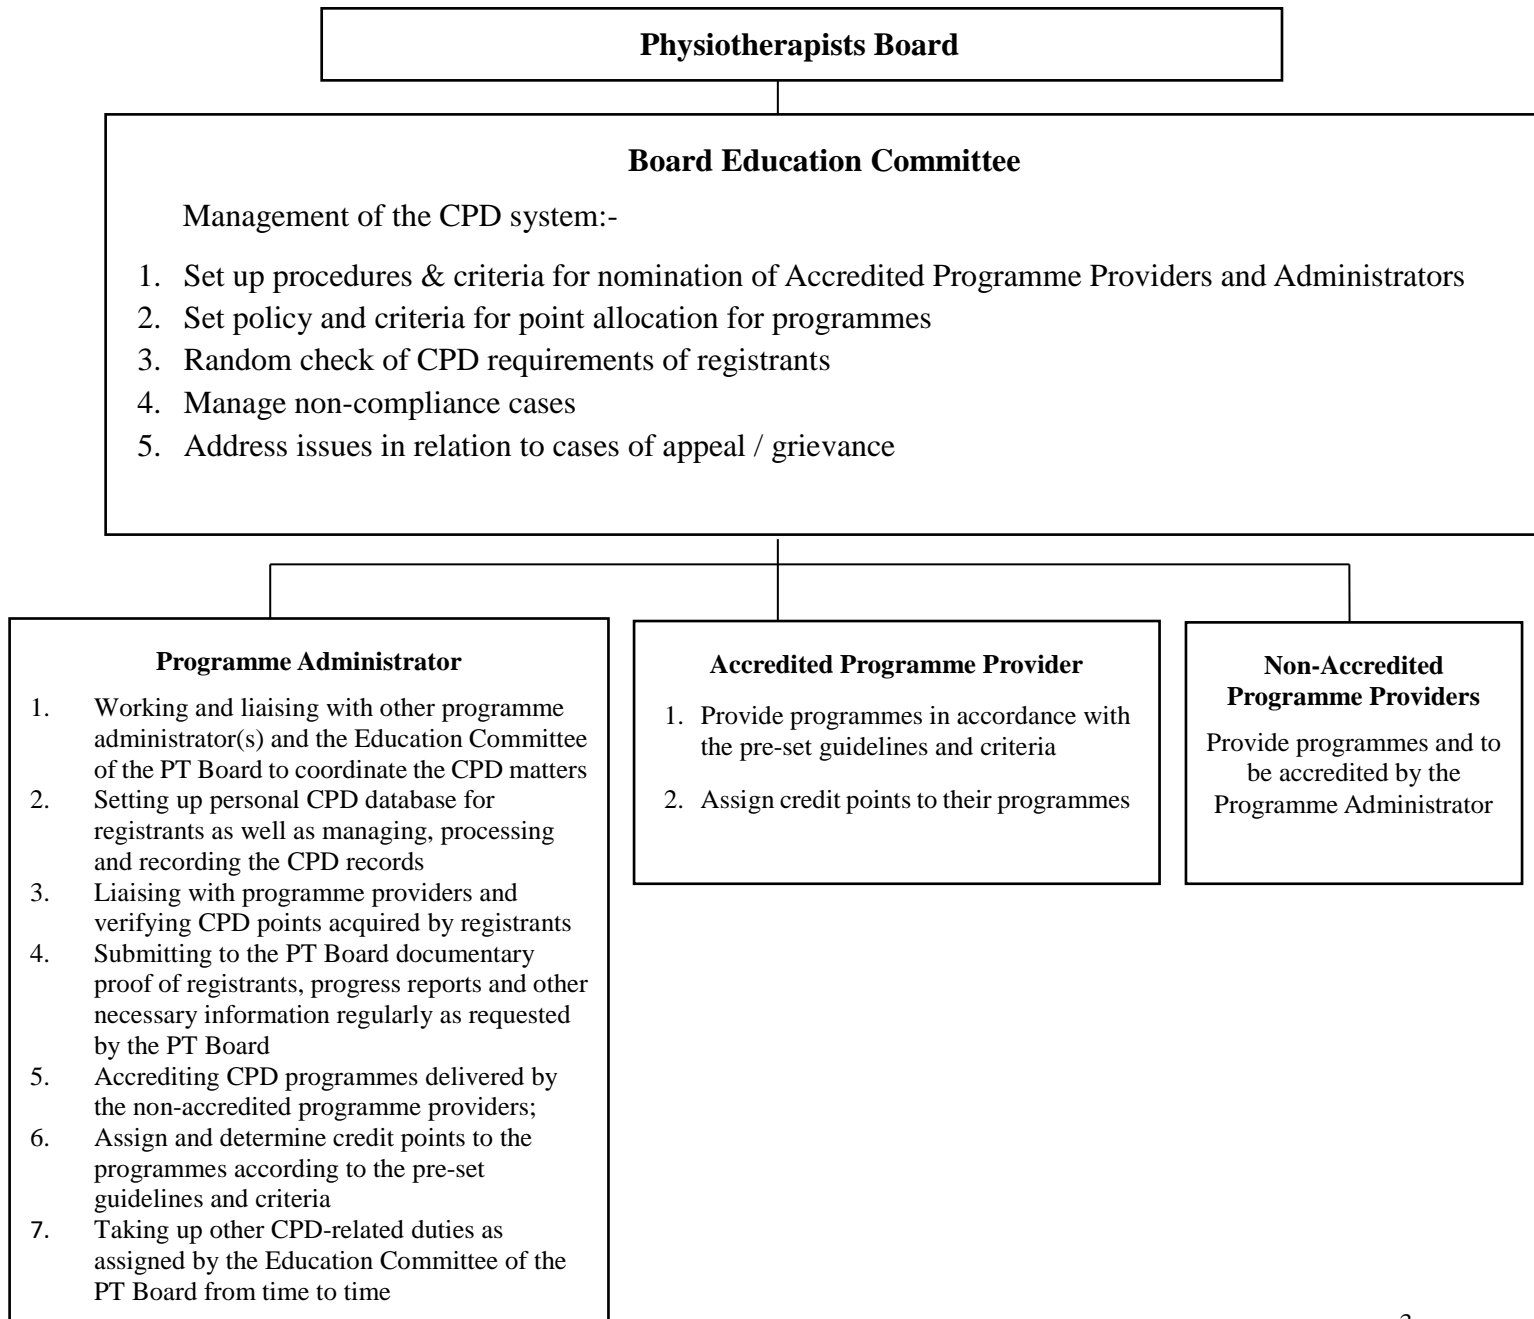 Physiotherapists Board
Board Education Committee
Management of the CPD system:-
1. Set up procedures & criteria for nomination of Accredited Programme Providers and Administrators
2. Set policy and criteria for point allocation for programmes
3. Random check of CPD requirements of registrants
4. Manage non-compliance cases
5. Address issues in relation to cases of appeal / grievance
Programme Administrator
1. Working and liaising with other programme
administrator(s) and the Education Committee
of the PT Board to coordinate the CPD matters
2. Setting up personal CPD database for
registrants as well as managing, processing
and recording the CPD records
3. Liaising with programme providers and
verifying CPD points acquired by registrants
4. Submitting to the PT Board documentary
proof of registrants, progress reports and other
necessary information regularly as requested
by the PT Board
5. Accrediting CPD programmes delivered by
the non-accredited programme providers;
6. Assign and determine credit points to the
programmes according to the pre-set
guidelines and criteria
7. Taking up other CPD-related duties as
assigned by the Education Committee of the
PT Board from time to time
Accredited Programme Provider
1. Provide programmes in accordance with
the pre-set guidelines and criteria
2. Assign credit points to their programmes
Non-Accredited
Programme Providers
Provide programmes and to
be accredited by the
Programme Administrator